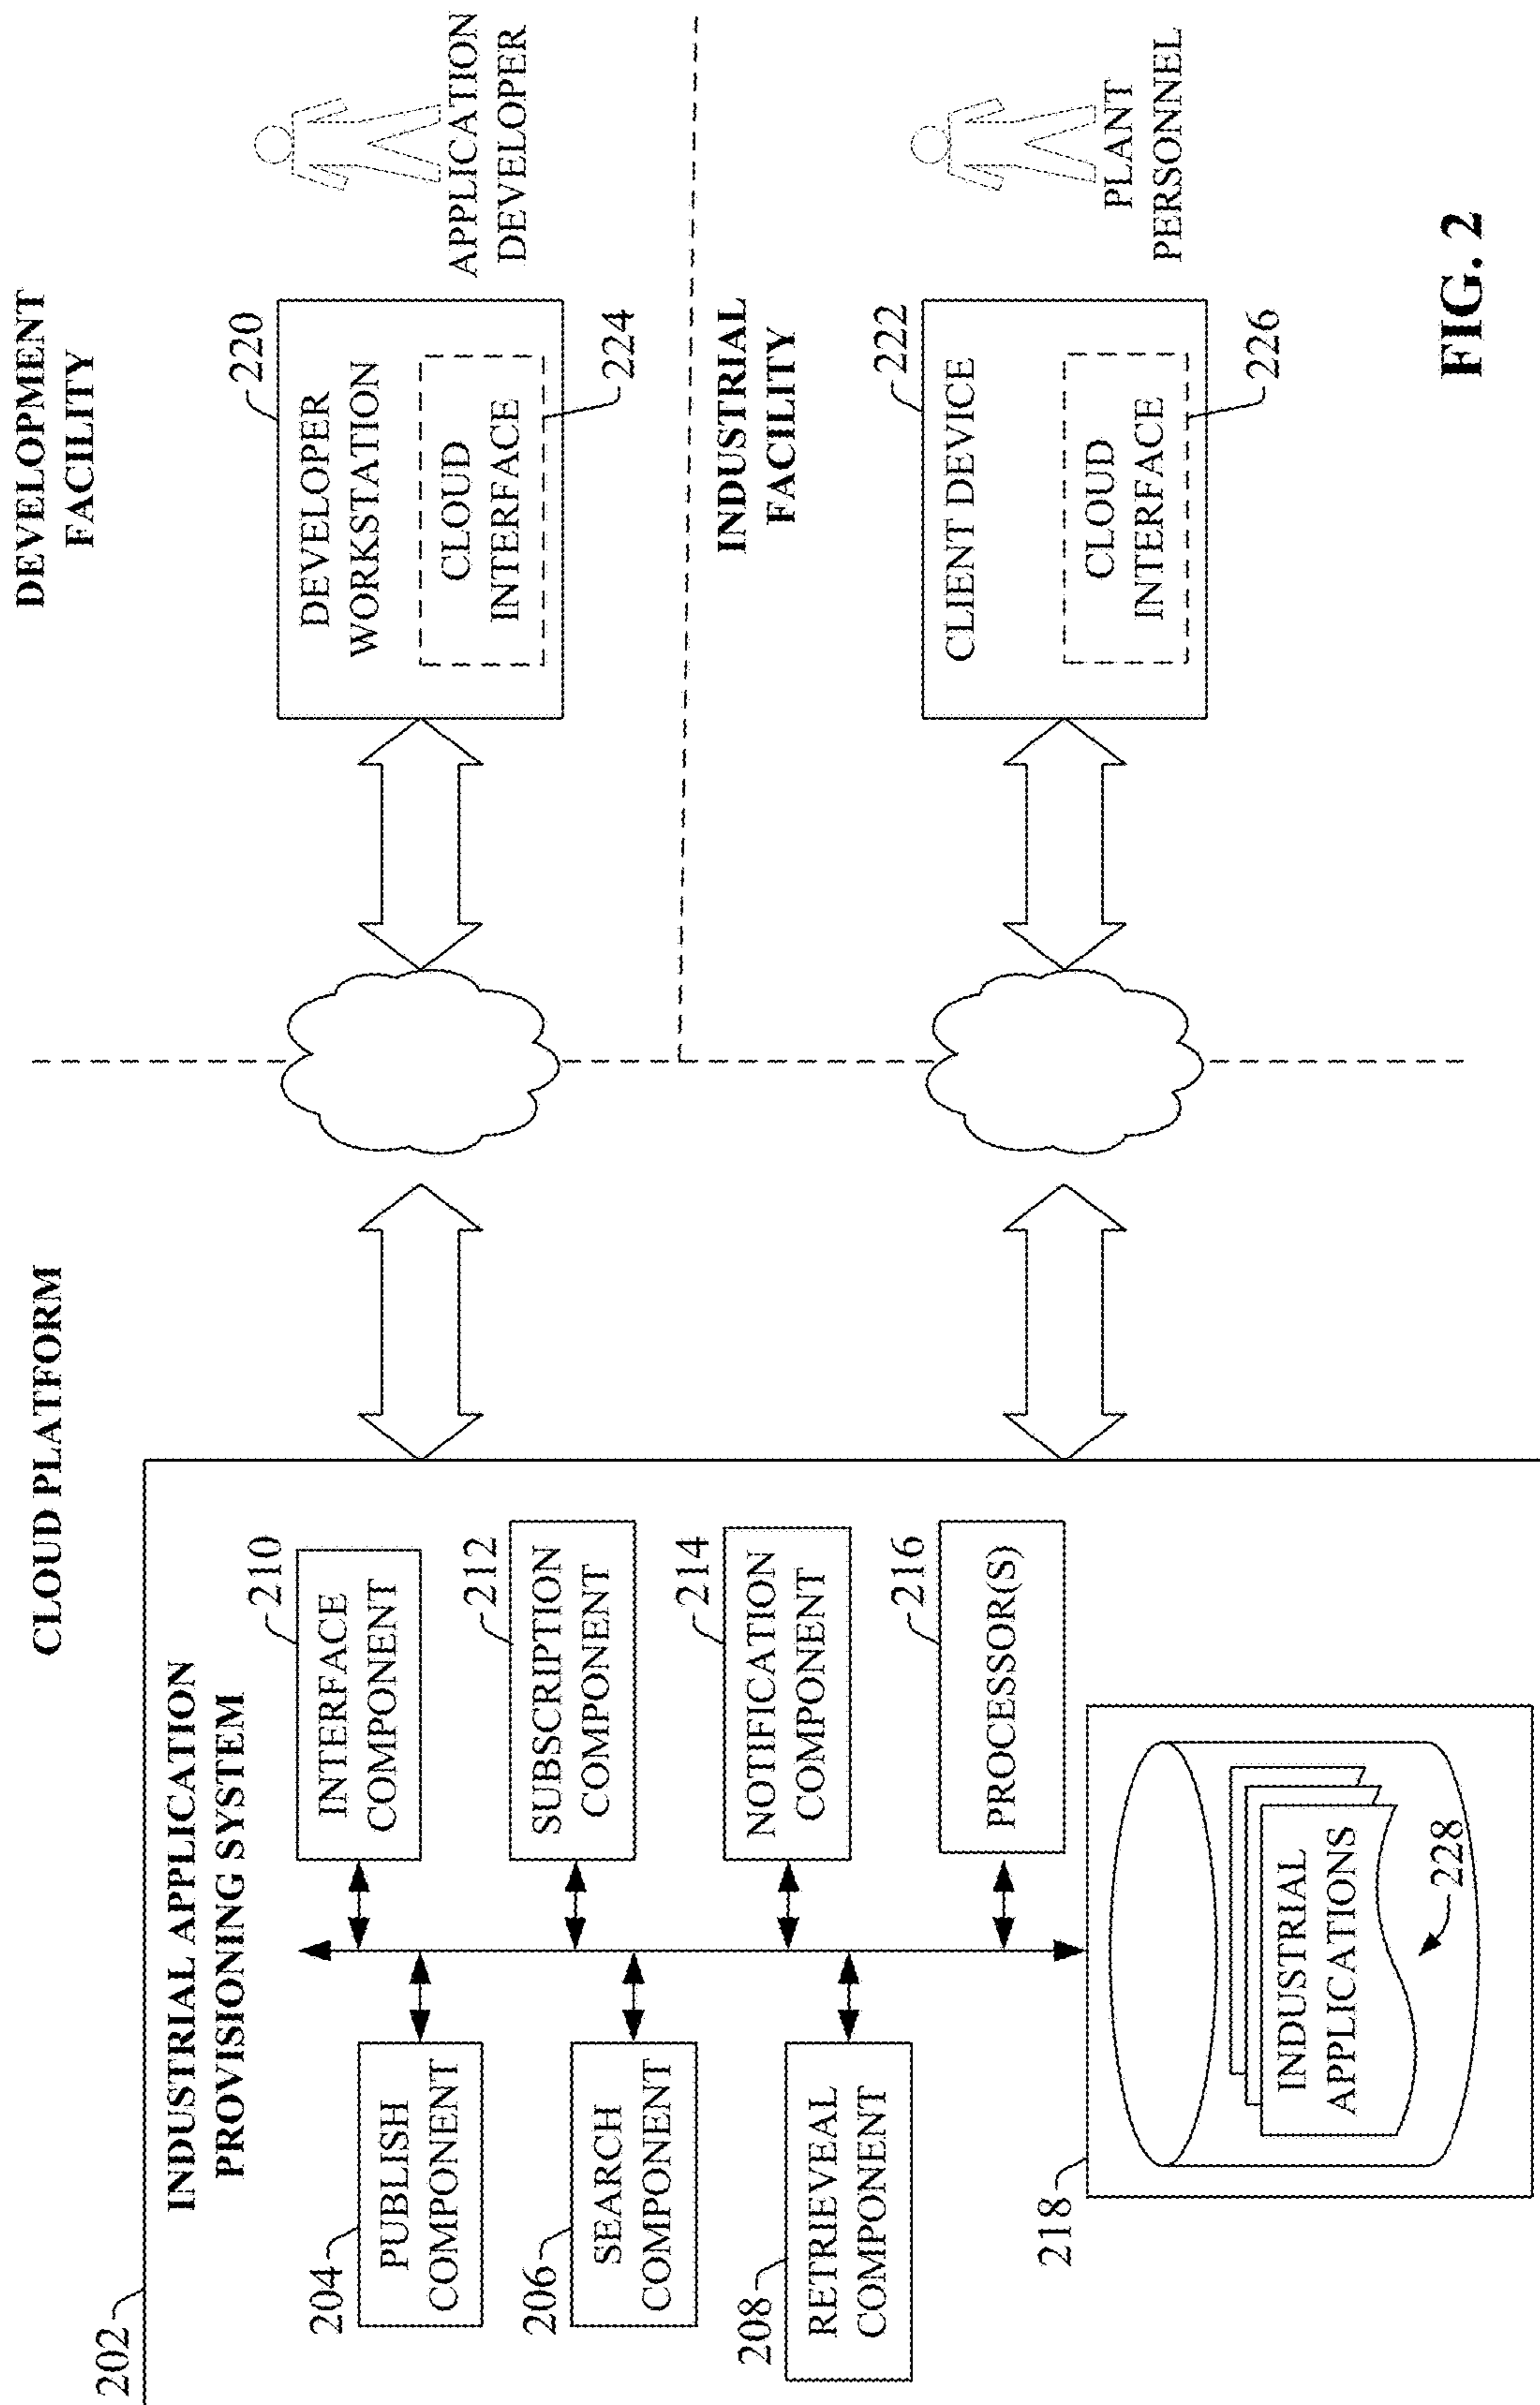 CLOUD PLATFORM
DEVELOPMENT
FACILITY
202
INDUSTRIAL APPLICATION
PROVISIONING SYSTEM
204
PUBLISH
COMPONENT
206
SEARCH
COMPONENT
208
RETRIEVAL
COMPONENT
210
INTERFACE
COMPONENT
212
SUBSCRIPTION
COMPONENT
214
NOTIFICATION
COMPONENT
216
PROCESSOR(S)
218
INDUSTRIAL
APPLICATIONS
228
220
DEVELOPER
WORKSTATION
CLOUD
INTERFACE
224
APPLICATION
DEVELOPER
INDUSTRIAL
FACILITY
222
CLIENT DEVICE
CLOUD
INTERFACE
226
PLANT
PERSONNEL
FIG. 2